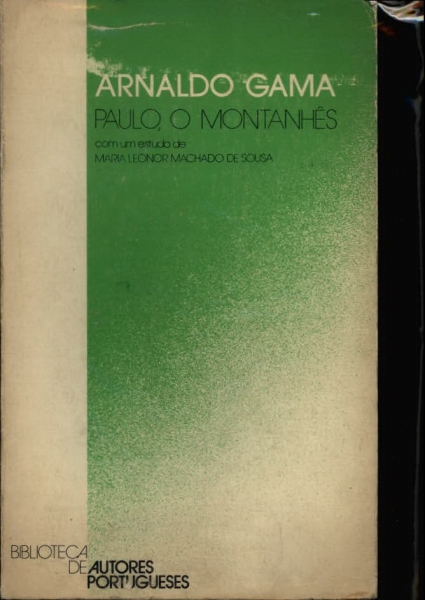 ARNALDO GAMA
PAULO, O MONTANHÊS
com um estudo de
MARIA LEONOR MACHADO DE SOUSA
BIBLIOTECA
DE AUTORES
PORTUGUESES